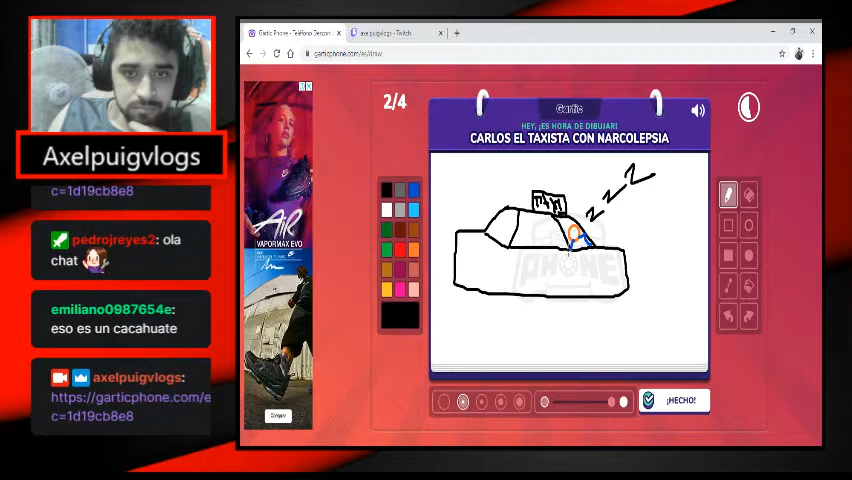 Axelpuigvlogs
c=1d19cb8e8
pedrojreyes2: ola
chat
emiliano0987654e:
eso es un cacahuate
axelpuigvlogs:
https://garticphone.com/e
c=1d19cb8e8
Gartic Phone - Teléfono Descon
axelpuigvlogs - Twitch
garticphone.com/es/draw
AIR
VAPORMAX EVO
Comprar
2/4
Gartic
HEY, ¡ES HORA DE DIBUJAR!
CARLOS EL TAXISTA CON NARCOLEPSIA
z z z
PHONE
¡HECHO!